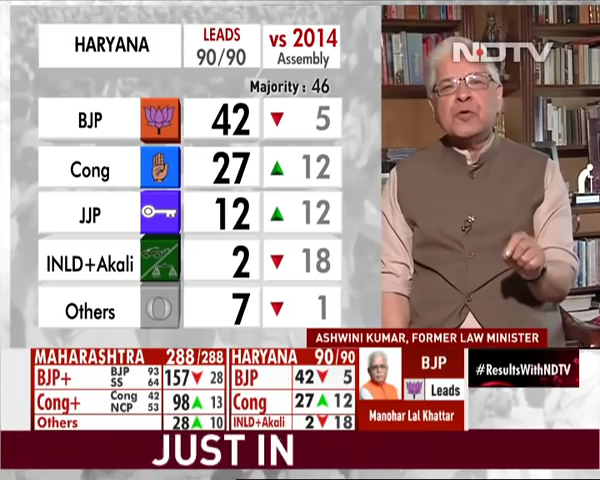 HARYANA
LEADS
90/90
vs 2014
Assembly
Majority : 46
BJP 42 5
Cong 27 12
JJP 12 12
INLD+Akali 2 18
Others 7 1
NDTV
ASHWINI KUMAR, FORMER LAW MINISTER
MAHARASHTRA 288/288
BJP+ BJP 93 SS 64 157 28
Cong+ Cong 42 NCP 53 98 13
Others 28 10
HARYANA 90/90
BJP 42 5
Cong 27 12
INLD+Akali 2 18
BJP
Leads
Manohar Lal Khattar
#ResultsWithNDTV
JUST IN